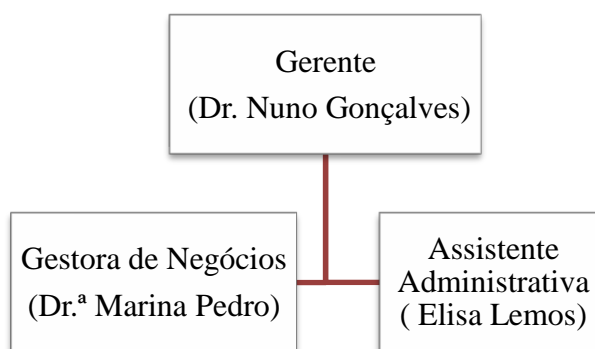 Gerente
(Dr. Nuno Gonçalves)
Gestora de Negócios
(Dr.ª Marina Pedro)
Assistente
Administrativa
( Elisa Lemos)